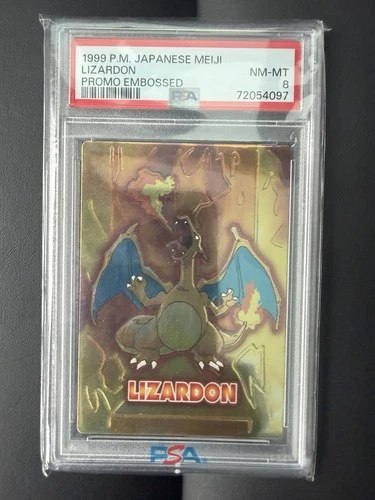 1999 P.M. JAPANESE MEIJI
LIZARDON NM-MT
PROMO EMBOSSED 8
PSA 72054097
LIZARDON
PSA